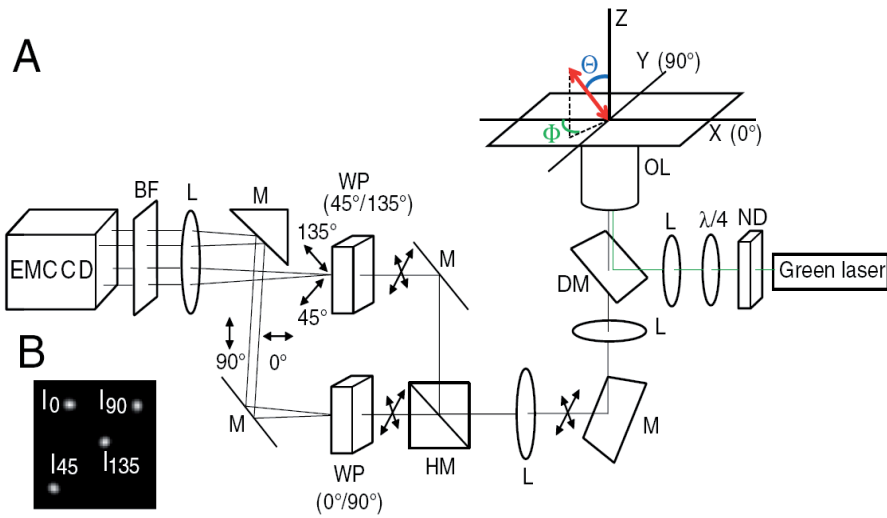 A
Z
Y (90°)
Θ
Φ
X (0°)
OL
BF
L
M
WP
(45°/135°)
135°
45°
M
EMCCD
DM
L
λ/4
ND
Green laser
L
90°
0°
M
WP
(0°/90°)
HM
L
M
B
I0
I90
I45
I135